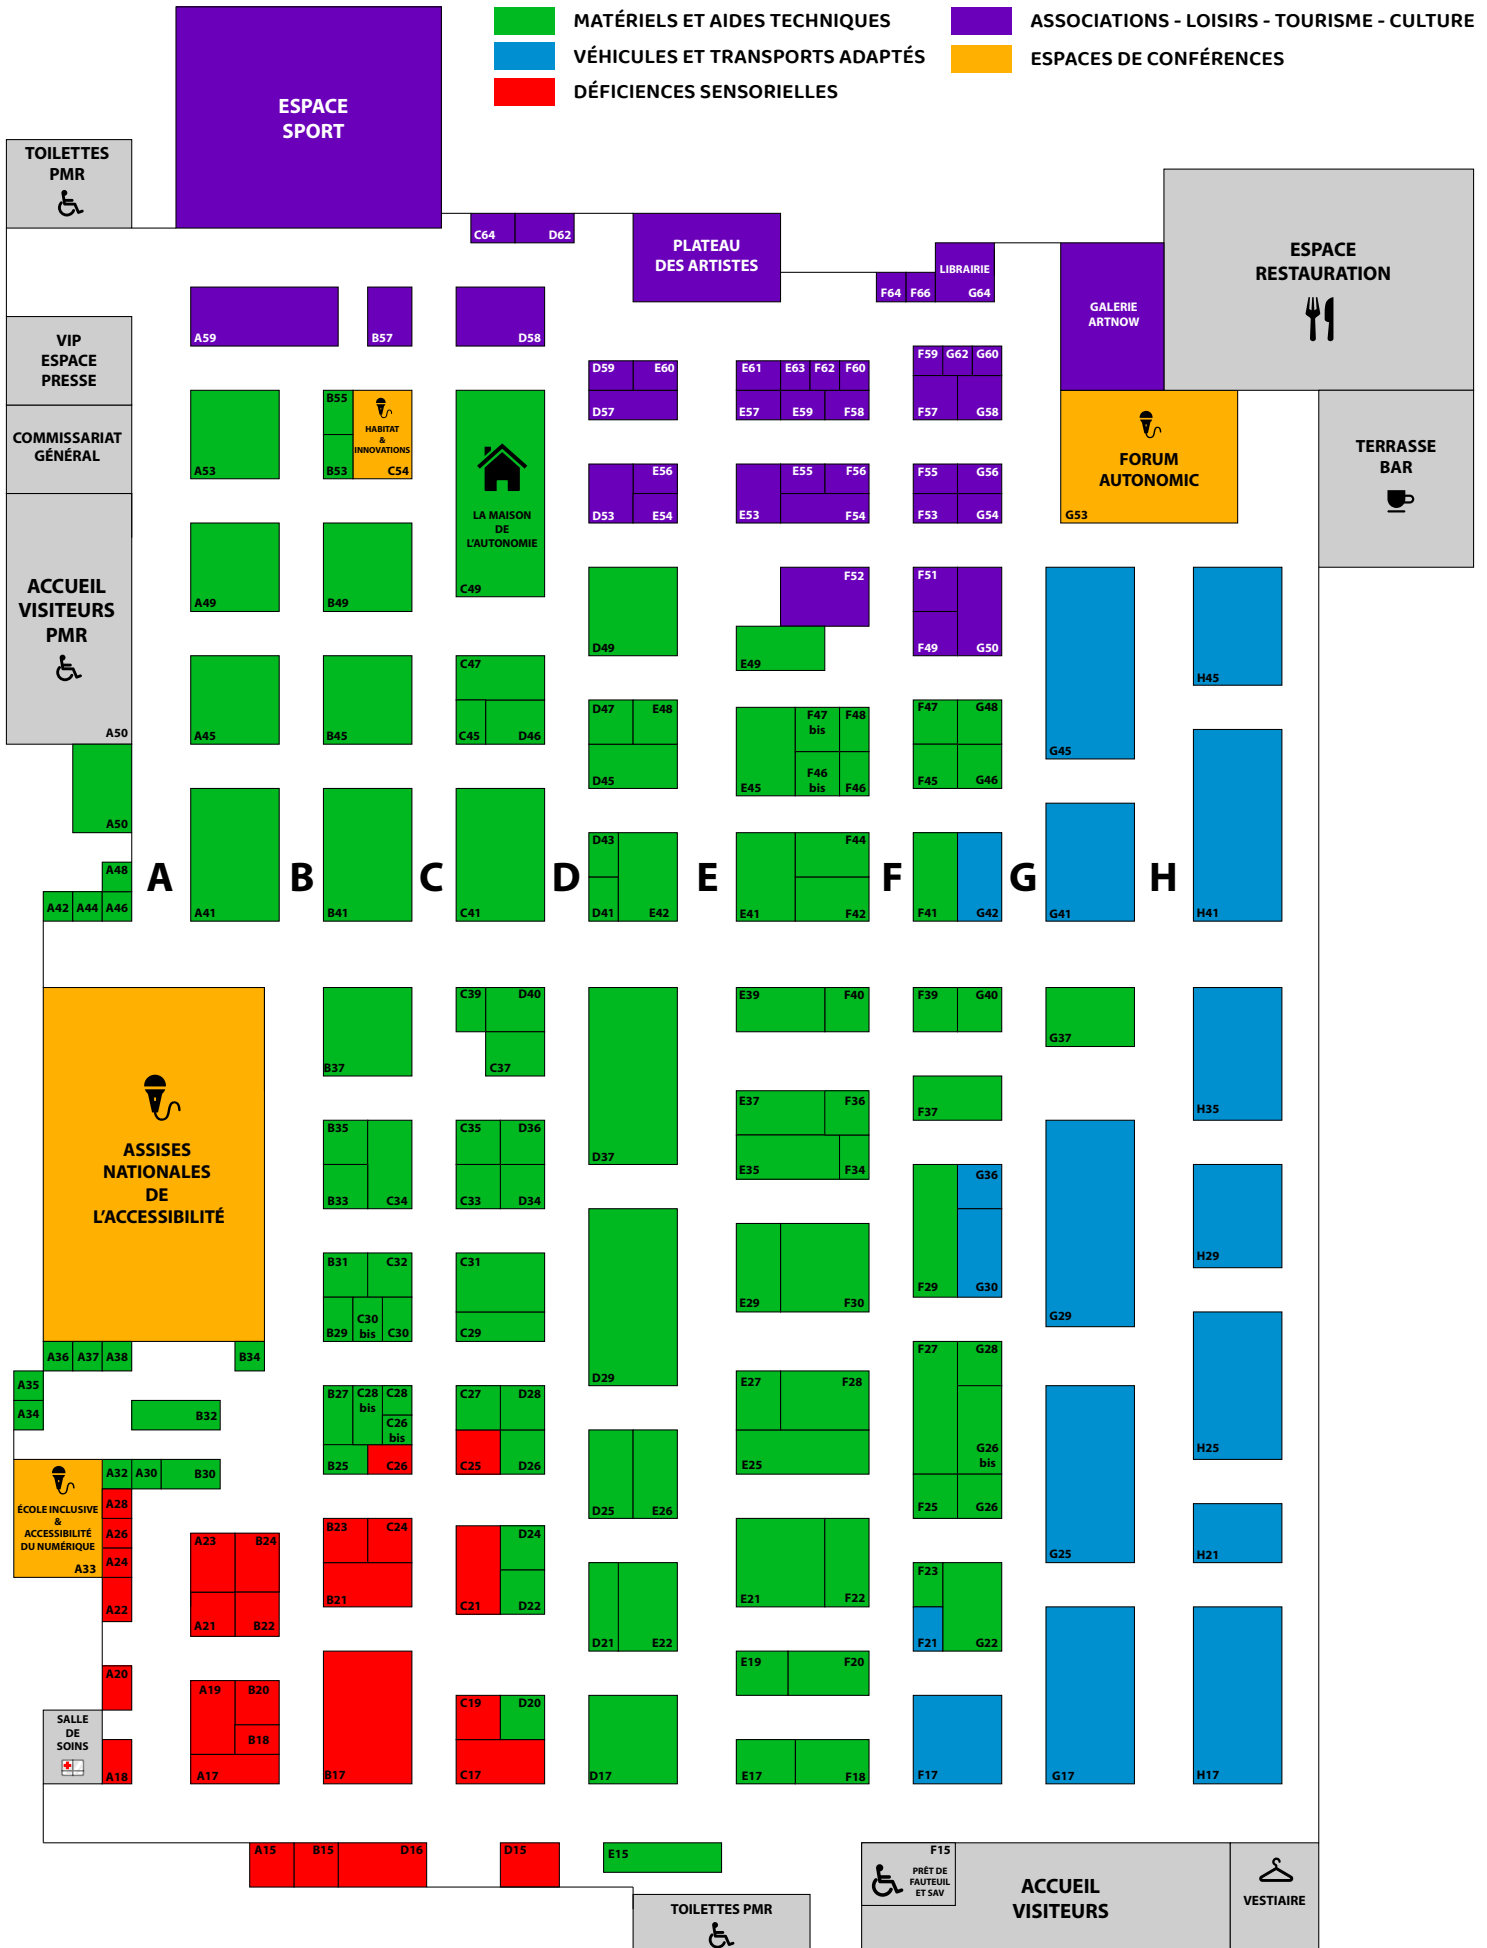 MATÉRIELS ET AIDES TECHNIQUES
ASSOCIATIONS - LOISIRS - TOURISME - CULTURE
VÉHICULES ET TRANSPORTS ADAPTÉS
ESPACES DE CONFÉRENCES
DÉFICIENCES SENSORIELLES
ESPACE
SPORT
TOILETTES
PMR
C64
D62
PLATEAU
DES ARTISTES
F64
F66
LIBRAIRIE
G64
GALERIE
ARTNOW
ESPACE
RESTAURATION
VIP
ESPACE
PRESSE
COMMISSARIAT
GÉNÉRAL
ACCUEIL
VISITEURS
PMR
A50
A59
B57
D58
D59
E60
D57
E61
E63
F62
F60
E57
E59
F58
F59
G62
G60
F57
G58
A53
B55
B53
HABITAT
&
INNOVATIONS
C54
LA MAISON
DE
L'AUTONOMIE
C49
D53
E56
E54
E53
E55
F56
F54
F55
G56
F53
G54
FORUM
AUTONOMIC
G53
TERRASSE
BAR
A49
B49
D49
F52
E49
F51
F49
G50
G45
H45
A45
B45
C47
C45
D46
D47
E48
D45
E45
F47
bis
F48
F46
bis
F46
F47
G48
F45
G46
A50
A48
A42
A44
A46
A
A41
B
B41
C
C41
D
D43
D41
E42
E
E41
F44
F42
F
F41
G42
G
G41
H
H41
ASSISES
NATIONALES
DE
L'ACCESSIBILITÉ
B37
C39
D40
C37
D37
E39
F40
F39
G40
G37
H35
E37
F36
E35
F34
F37
B35
B33
C34
C35
D36
C33
D34
F29
G36
G30
G29
H29
B31
C32
B29
C30
bis
C30
C31
C29
D29
E29
F30
A36
A37
A38
B34
A35
A34
B32
B27
C28
bis
C28
C26
bis
B25
C26
C27
D28
C25
D26
D25
E26
E27
F28
E25
F27
G28
G26
bis
F25
G26
G25
H25
H21
ÉCOLE INCLUSIVE
&
ACCESSIBILITÉ
DU NUMÉRIQUE
A33
A32
A30
B30
A28
A26
A24
A22
A23
B24
A21
B22
B23
C24
B21
C21
D24
D22
D21
E22
E21
F22
F23
F21
G22
A20
SALLE
DE
SOINS
A18
A19
B20
B18
A17
B17
C19
D20
C17
D17
E19
F20
E17
F18
F17
G17
H17
A15
B15
D16
D15
E15
TOILETTES PMR
F15
PRÊT DE
FAUTEUIL
ET SAV
ACCUEIL
VISITEURS
VESTIAIRE